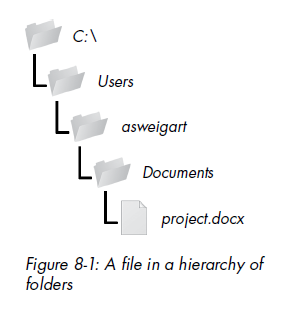 C:\
Users
asweigart
Documents
project.docx
Figure 8-1: A file in a hierarchy of
folders